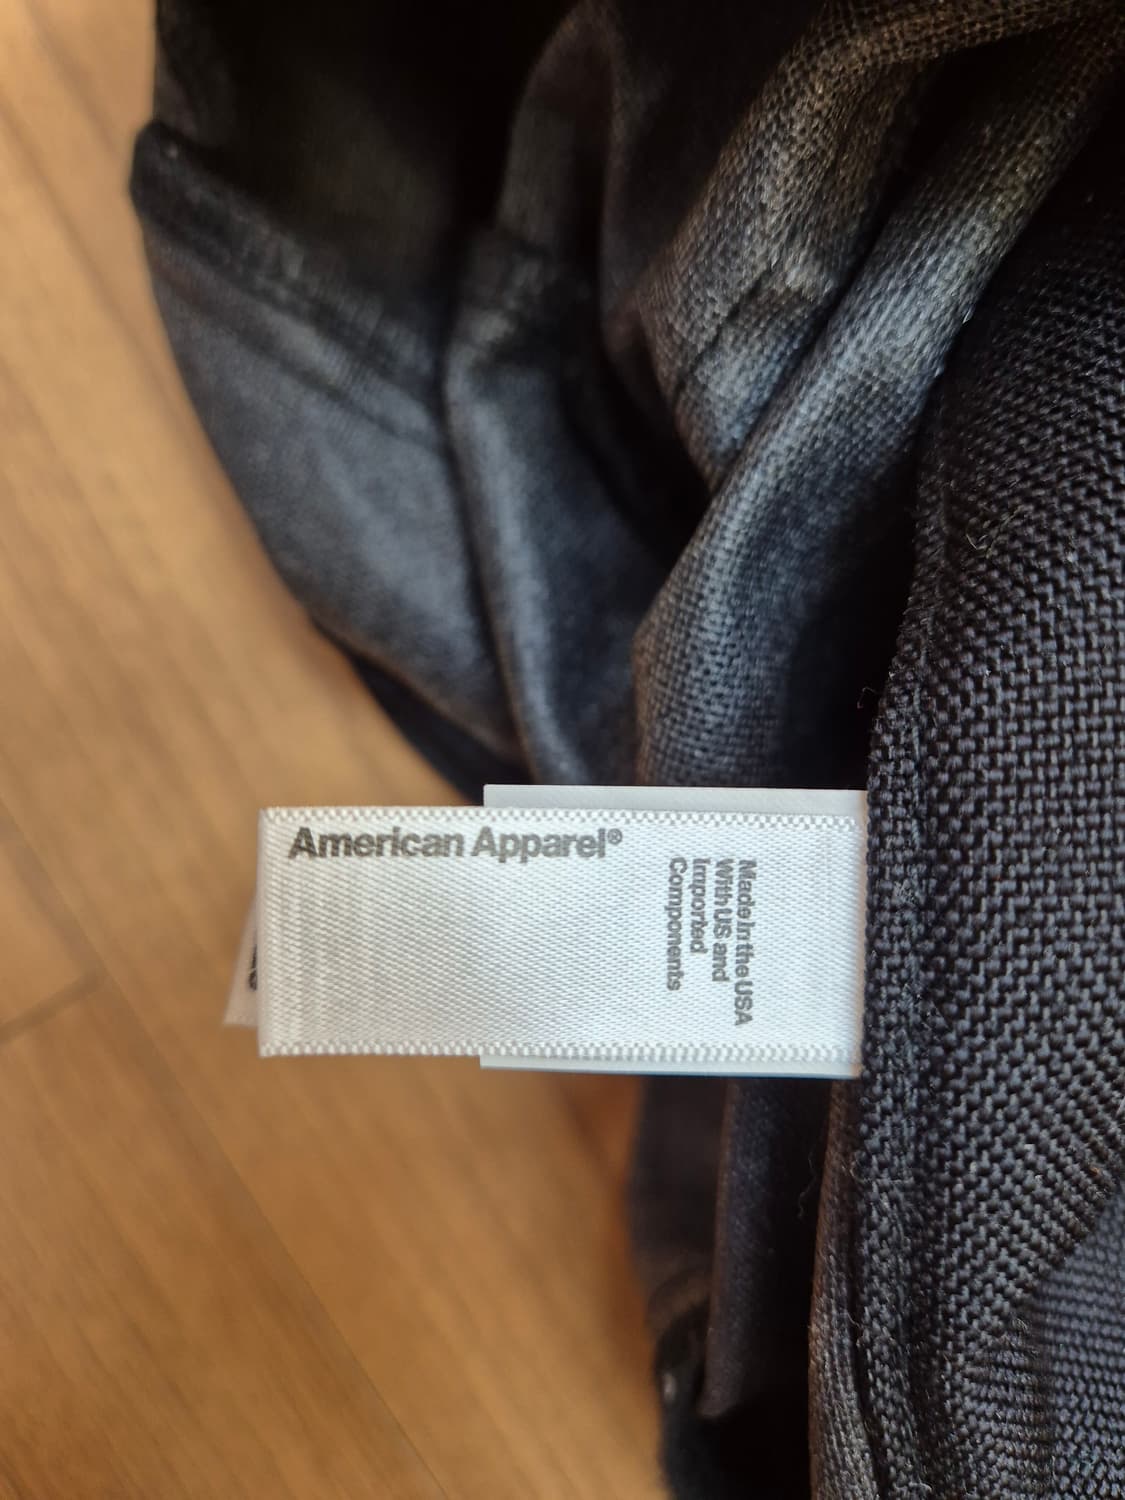 American Apparel®
Made in the USA
With US and
Imported
Components